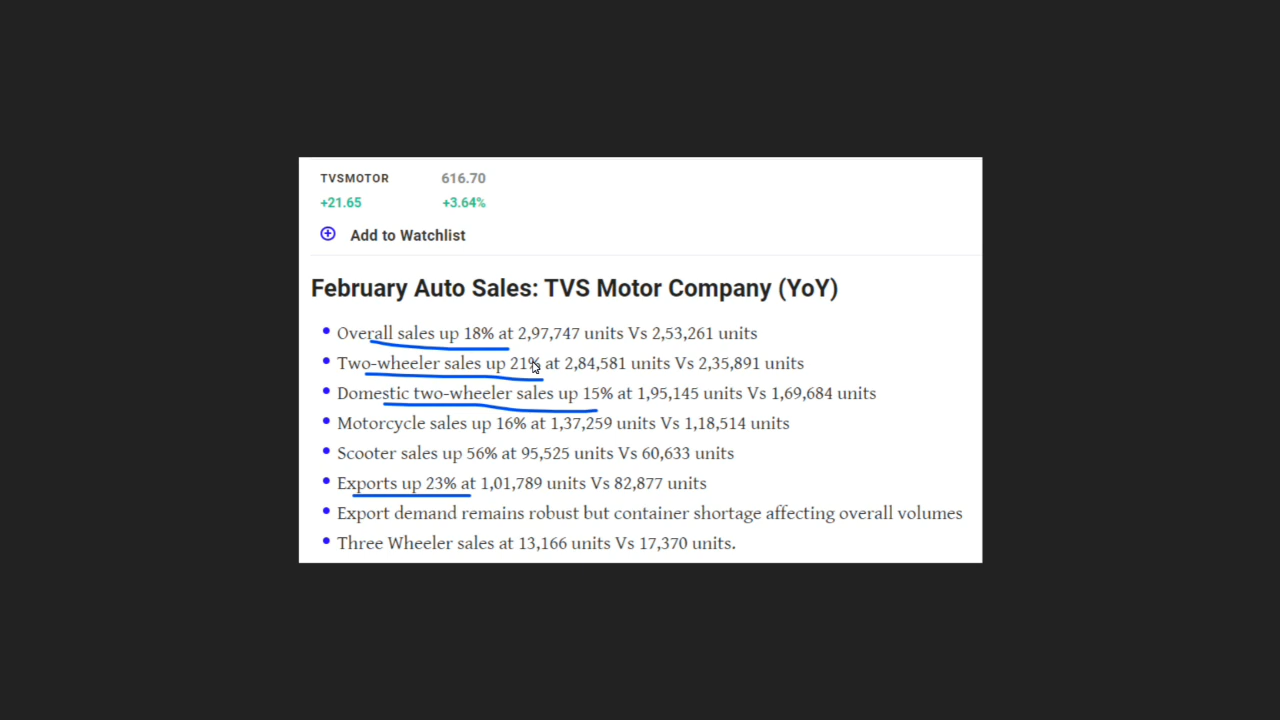 TVSMOTOR 616.70
+21.65 +3.64%
Add to Watchlist
February Auto Sales: TVS Motor Company (YoY)
Overall sales up 18% at 2,97,747 units Vs 2,53,261 units
Two-wheeler sales up 21% at 2,84,581 units Vs 2,35,891 units
Domestic two-wheeler sales up 15% at 1,95,145 units Vs 1,69,684 units
Motorcycle sales up 16% at 1,37,259 units Vs 1,18,514 units
Scooter sales up 56% at 95,525 units Vs 60,633 units
Exports up 23% at 1,01,789 units Vs 82,877 units
Export demand remains robust but container shortage affecting overall volumes
Three Wheeler sales at 13,166 units Vs 17,370 units.